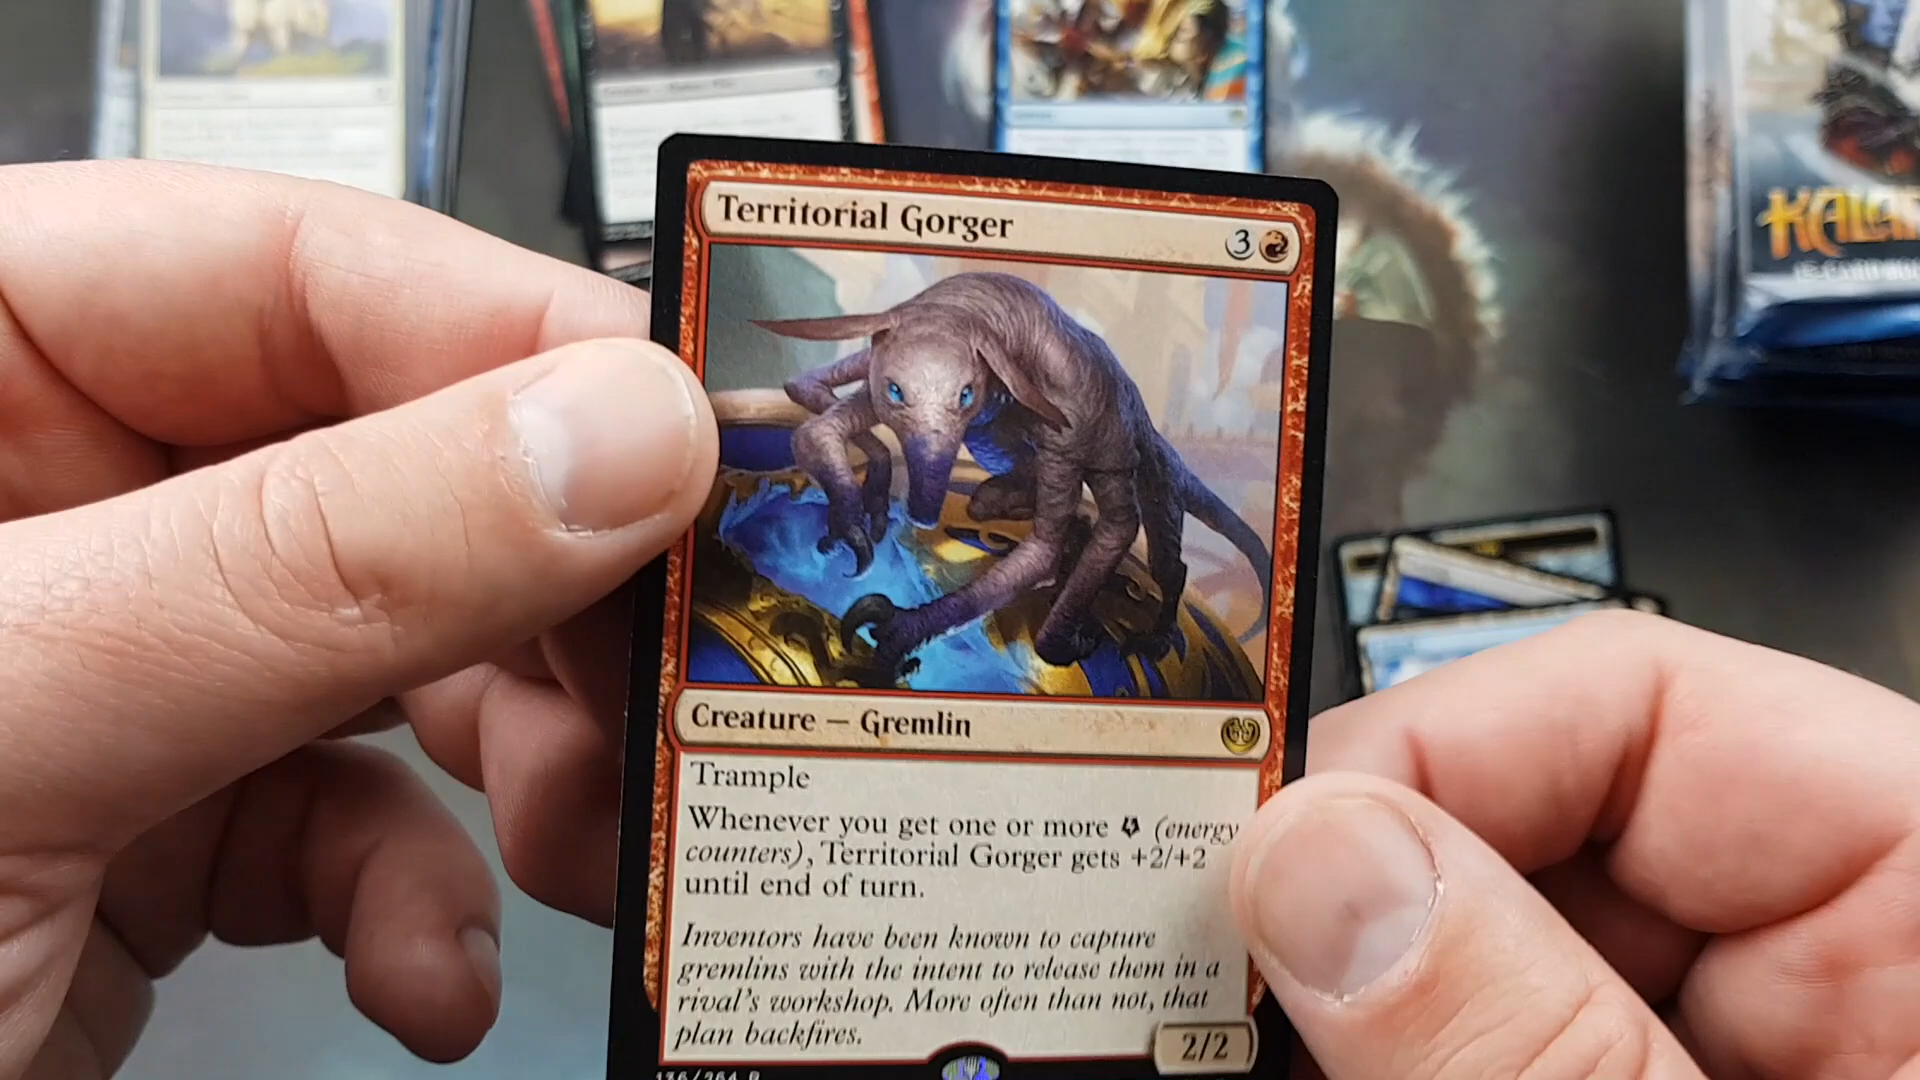 Territorial Gorger
3
Creature — Gremlin
Trample
Whenever you get one or more (energy
counters), Territorial Gorger gets +2/+2
until end of turn.
Inventors have been known to capture
gremlins with the intent to release them in a
rival's workshop. More often than not, that
plan backfires.
2/2
136/264 R